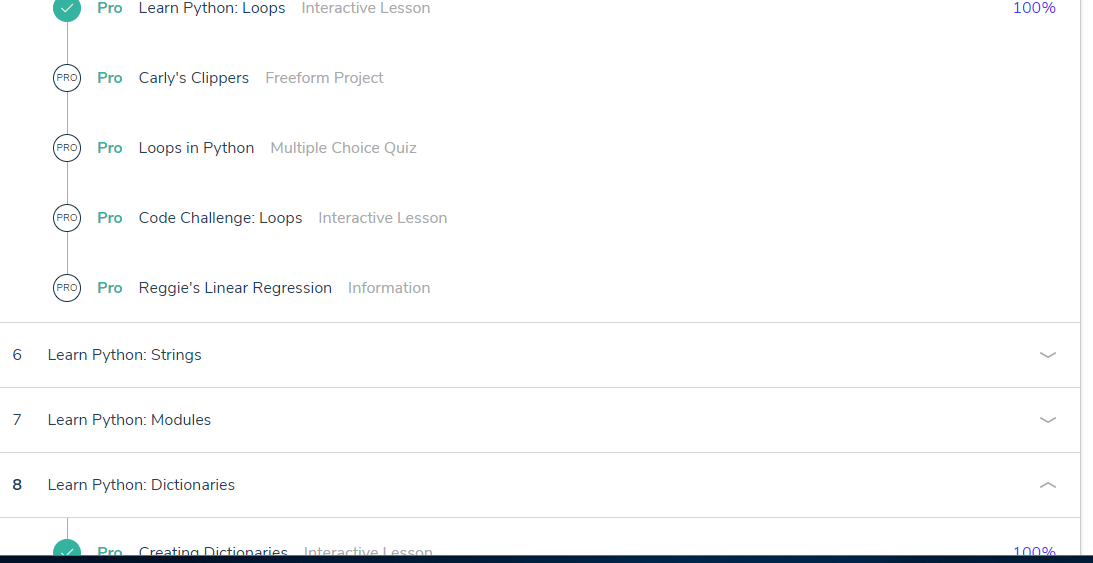 Pro Learn Python: Loops Interactive Lesson 100%
PRO Pro Carly's Clippers Freeform Project
PRO Pro Loops in Python Multiple Choice Quiz
PRO Pro Code Challenge: Loops Interactive Lesson
PRO Pro Reggie's Linear Regression Information
6 Learn Python: Strings
7 Learn Python: Modules
8 Learn Python: Dictionaries
Pro Creating Dictionaries Interactive Lesson 100%